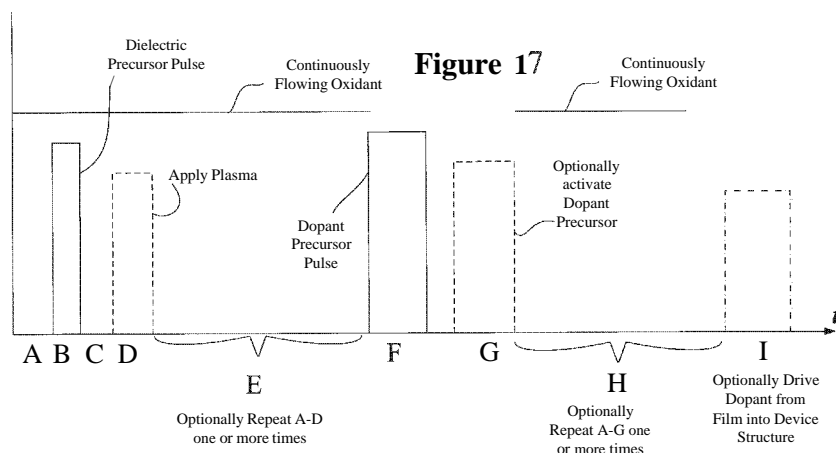 Dielectric
Precursor Pulse
Continuously
Flowing Oxidant
Figure 17
Continuously
Flowing Oxidant
Apply Plasma
Dopant
Precursor
Pulse
Optionally
activate
Dopant
Precursor
t
A B C D
E
F
G
H
I
Optionally Repeat A-D
one or more times
Optionally
Repeat A-G one
or more times
Optionally Drive
Dopant from
Film into Device
Structure